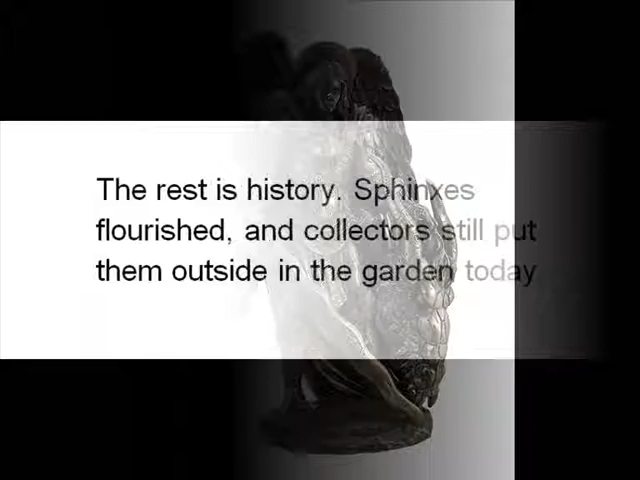 The rest is history. Sphinxes
flourished, and collectors still put
them outside in the garden today